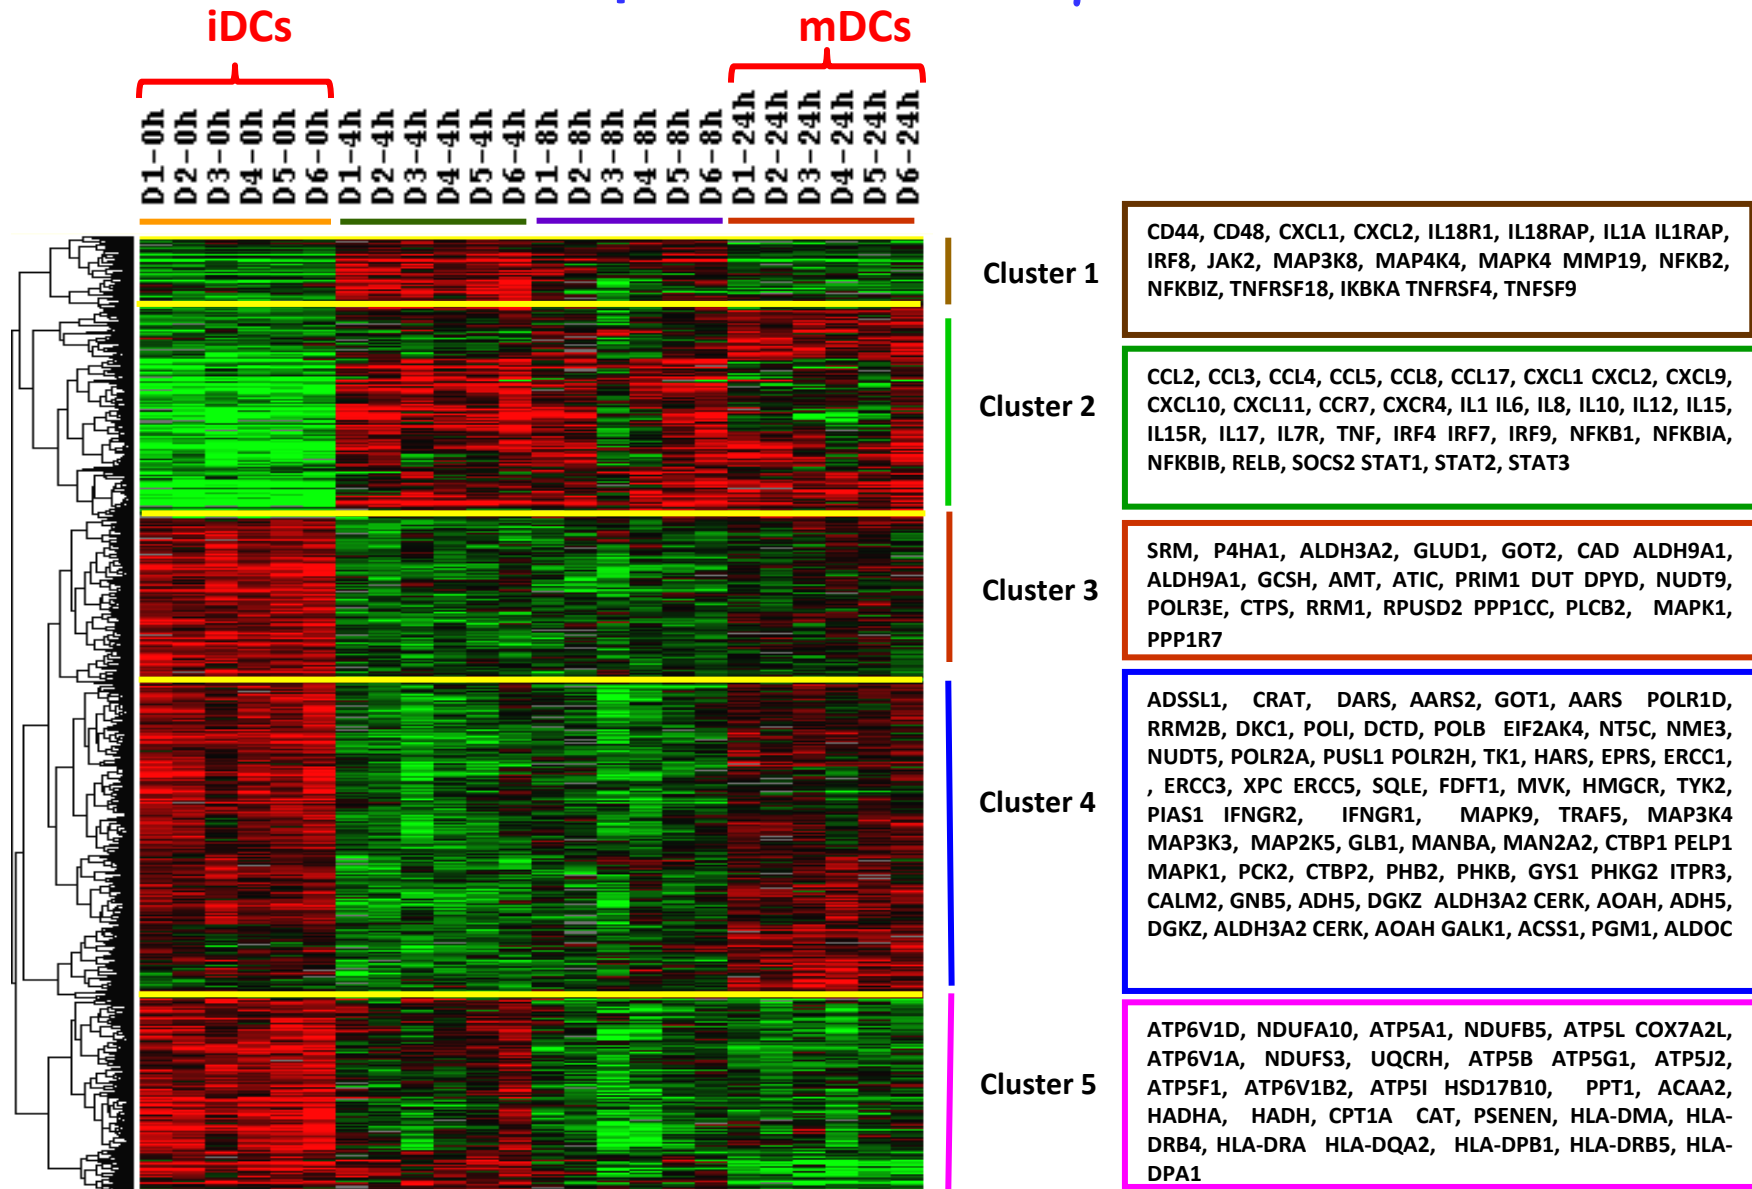 iDCs
mDCs
D1-0h
D2-0h
D3-0h
D4-0h
D5-0h
D6-0h
D1-4h
D2-4h
D3-4h
D4-4h
D5-4h
D6-4h
D1-8h
D2-8h
D3-8h
D4-8h
D5-8h
D6-8h
D1-24h
D2-24h
D3-24h
D4-24h
D5-24h
D6-24h
Cluster 1
CD44, CD48, CXCL1, CXCL2, IL18R1, IL18RAP, IL1A IL1RAP,
IRF8, JAK2, MAP3K8, MAP4K4, MAPK4 MMP19, NFKB2,
NFKBIZ, TNFRSF18, IKBKA TNFRSF4, TNFSF9
Cluster 2
CCL2, CCL3, CCL4, CCL5, CCL8, CCL17, CXCL1 CXCL2, CXCL9,
CXCL10, CXCL11, CCR7, CXCR4, IL1 IL6, IL8, IL10, IL12, IL15,
IL15R, IL17, IL7R, TNF, IRF4 IRF7, IRF9, NFKB1, NFKBIA,
NFKBIB, RELB, SOCS2 STAT1, STAT2, STAT3
Cluster 3
SRM, P4HA1, ALDH3A2, GLUD1, GOT2, CAD ALDH9A1,
ALDH9A1, GCSH, AMT, ATIC, PRIM1 DUT DPYD, NUDT9,
POLR3E, CTPS, RRM1, RPUSD2 PPP1CC, PLCB2, MAPK1,
PPP1R7
Cluster 4
ADSSL1, CRAT, DARS, AARS2, GOT1, AARS POLR1D,
RRM2B, DKC1, POLI, DCTD, POLB EIF2AK4, NT5C, NME3,
NUDT5, POLR2A, PUSL1 POLR2H, TK1, HARS, EPRS, ERCC1,
, ERCC3, XPC ERCC5, SQLE, FDFT1, MVK, HMGCR, TYK2,
PIAS1 IFNGR2, IFNGR1, MAPK9, TRAF5, MAP3K4
MAP3K3, MAP2K5, GLB1, MANBA, MAN2A2, CTBP1 PELP1
MAPK1, PCK2, CTBP2, PHB2, PHKB, GYS1 PHKG2 ITPR3,
CALM2, GNB5, ADH5, DGKZ ALDH3A2 CERK, AOAH, ADH5,
DGKZ, ALDH3A2 CERK, AOAH GALK1, ACSS1, PGM1, ALDOC
Cluster 5
ATP6V1D, NDUFA10, ATP5A1, NDUFB5, ATP5L COX7A2L,
ATP6V1A, NDUFS3, UQCRH, ATP5B ATP5G1, ATP5J2,
ATP5F1, ATP6V1B2, ATP5I HSD17B10, PPT1, ACAA2,
HADHA, HADH, CPT1A CAT, PSENEN, HLA-DMA, HLA-
DRB4, HLA-DRA HLA-DQA2, HLA-DPB1, HLA-DRB5, HLA-
DPA1